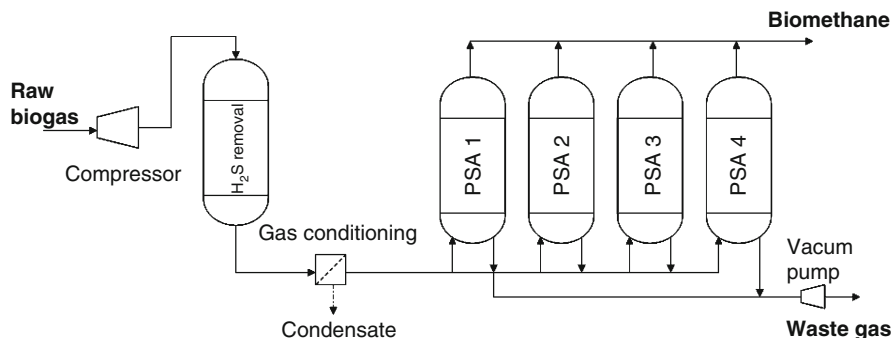 Biomethane
Raw
biogas
Compressor
H₂S removal
Gas conditioning
Condensate
PSA 1
PSA 2
PSA 3
PSA 4
Vacum
pump
Waste gas